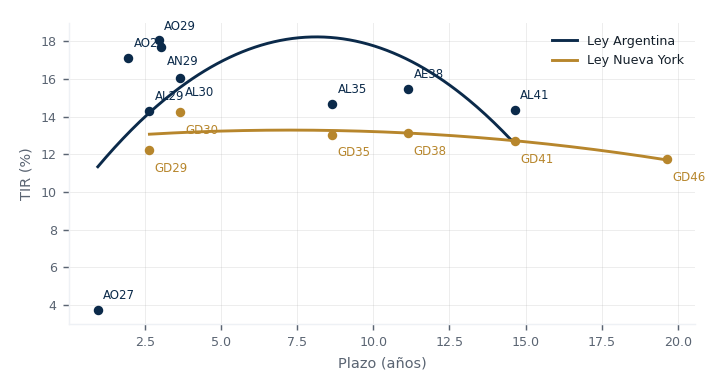 Ley Argentina
Ley Nueva York
TIR (%)
18
16
14
12
10
8
6
4
2.5
5.0
7.5
10.0
12.5
15.0
17.5
20.0
Plazo (años)
AO29
AN29
AL30
AL29
GD30
GD29
AL35
GD35
AE38
GD38
AL41
GD41
GD46
AO27